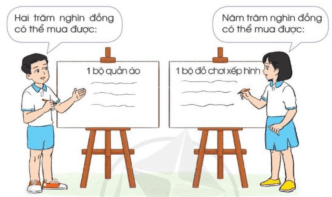 Hai trăm nghìn đồng
có thể mua được:
Năm trăm nghìn đồng
có thể mua được:
1 bộ quần áo
1 bộ đồ chơi xếp hình